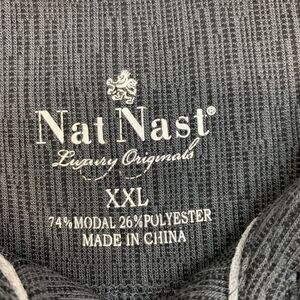 Nat Nast®
Luxury Originals
XXL
74% MODAL 26% POLYESTER
MADE IN CHINA